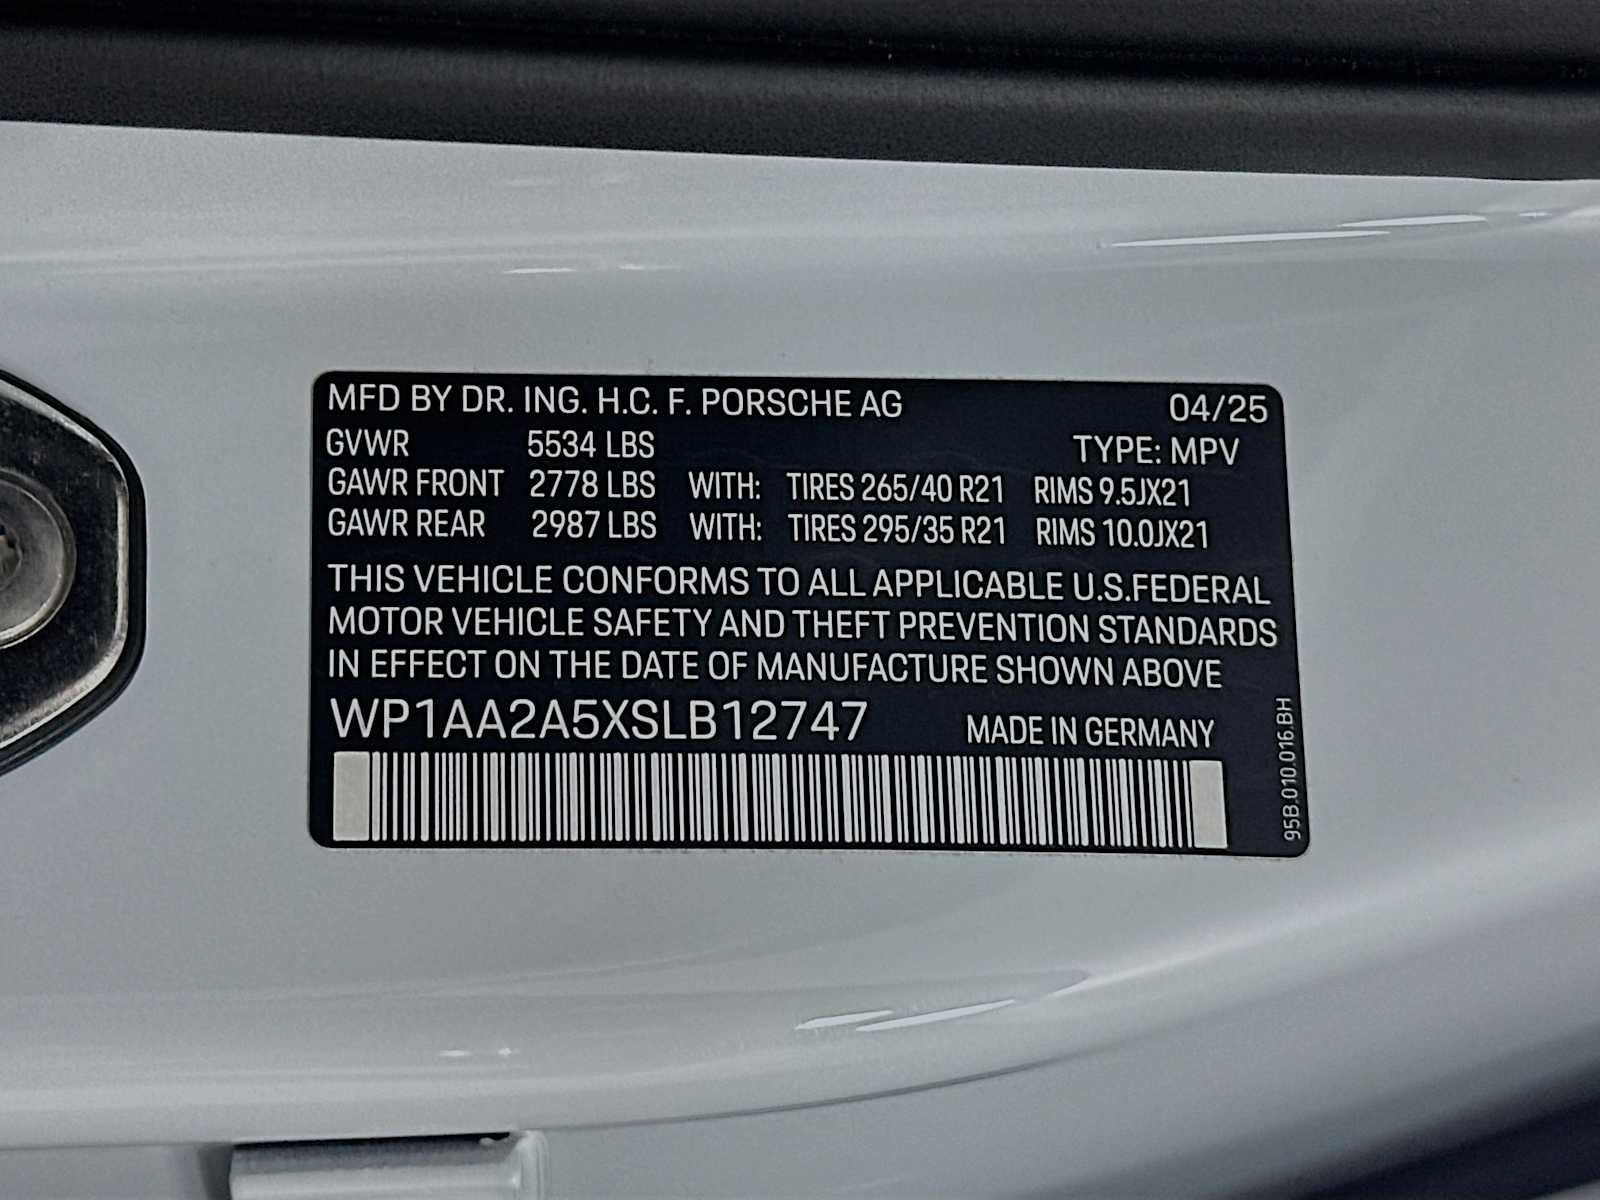 MFD BY DR. ING. H.C. F. PORSCHE AG 04/25
GVWR 5534 LBS TYPE: MPV
GAWR FRONT 2778 LBS WITH: TIRES 265/40 R21 RIMS 9.5JX21
GAWR REAR 2987 LBS WITH: TIRES 295/35 R21 RIMS 10.0JX21
THIS VEHICLE CONFORMS TO ALL APPLICABLE U.S.FEDERAL
MOTOR VEHICLE SAFETY AND THEFT PREVENTION STANDARDS
IN EFFECT ON THE DATE OF MANUFACTURE SHOWN ABOVE
WP1AA2A5XSLB12747 MADE IN GERMANY
95B.010.016.BH